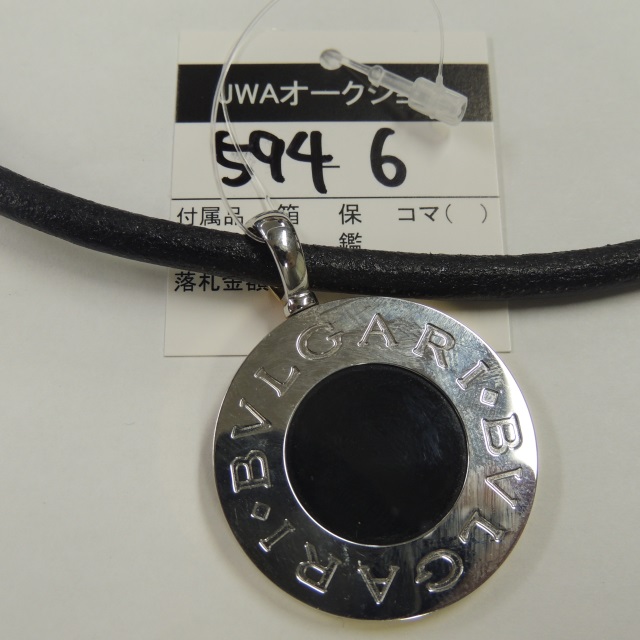 JWAオークショ
594 6
付属品 箱 保 コマ( )
鑑
落札金額
BVLGARI • BVLGARI •